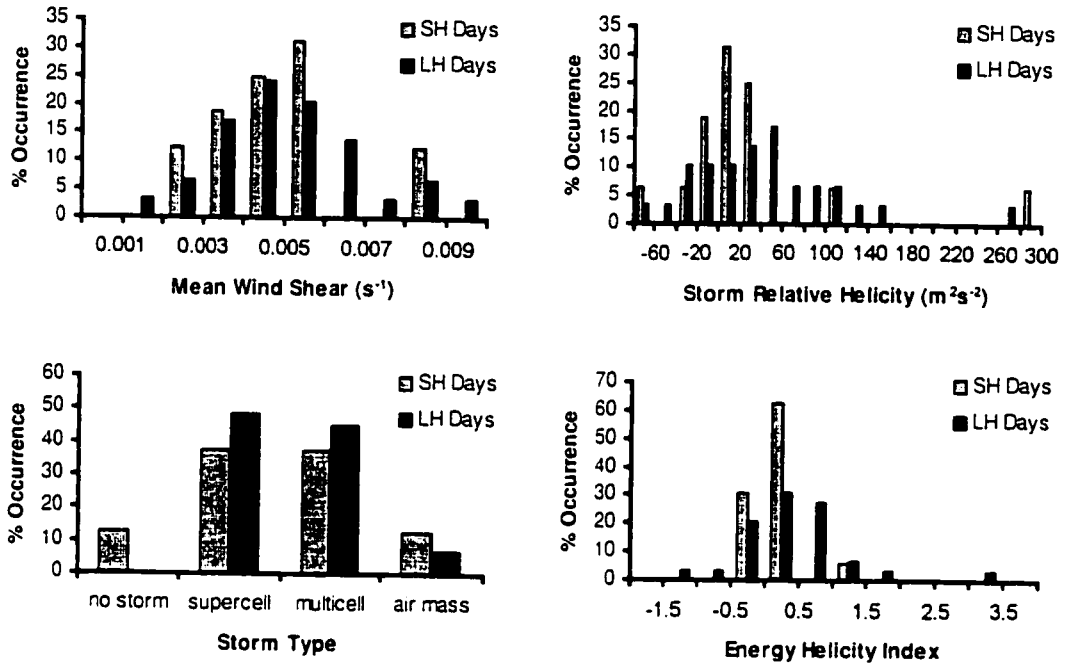 35
30
25
20
15
10
5
0
% Occurrence
SH Days
LH Days
0.001 0.003 0.005 0.007 0.009
Mean Wind Shear (s⁻¹)
35
30
25
20
15
10
5
0
% Occurrence
SH Days
LH Days
-60 -20 20 60 100 140 180 220 260 300
Storm Relative Helicity (m²s⁻²)
60
50
40
30
20
10
0
% Occurrence
SH Days
LH Days
no storm supercell multicell air mass
Storm Type
70
60
50
40
30
20
10
0
% Occurrence
SH Days
LH Days
-1.5 -0.5 0.5 1.5 2.5 3.5
Energy Helicity Index